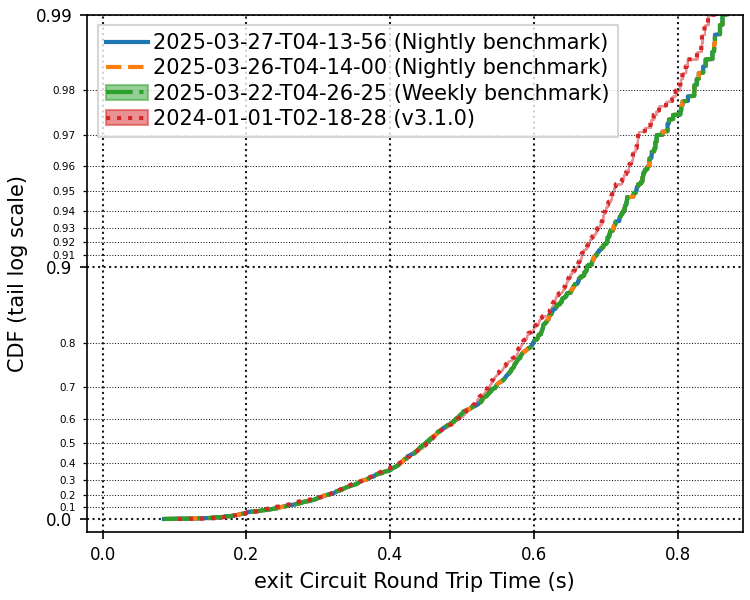 2025-03-27-T04-13-56 (Nightly benchmark)
2025-03-26-T04-14-00 (Nightly benchmark)
2025-03-22-T04-26-25 (Weekly benchmark)
2024-01-01-T02-18-28 (v3.1.0)
CDF (tail log scale)
0.99
0.98
0.97
0.96
0.95
0.94
0.93
0.92
0.91
0.9
0.8
0.7
0.6
0.5
0.4
0.3
0.2
0.1
0.0
0.0 0.2 0.4 0.6 0.8
exit Circuit Round Trip Time (s)